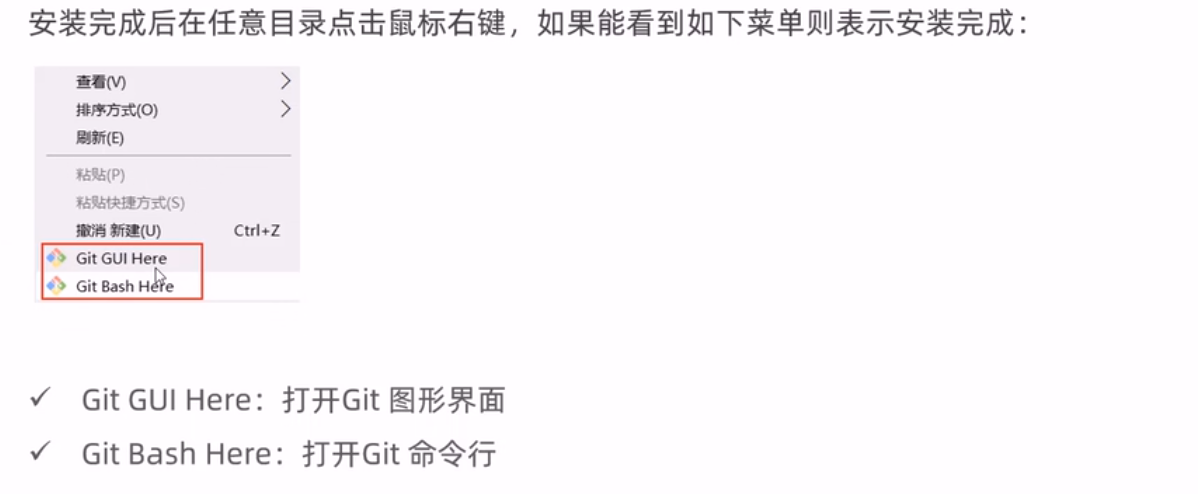 安装完成后在任意目录点击鼠标右键，如果能看到如下菜单则表示安装完成：
查看(V)
排序方式(O)
刷新(E)
粘贴(P)
粘贴快捷方式(S)
撤消 新建(U) Ctrl+Z
Git GUI Here
Git Bash Here
✓ Git GUI Here：打开Git 图形界面
✓ Git Bash Here：打开Git 命令行